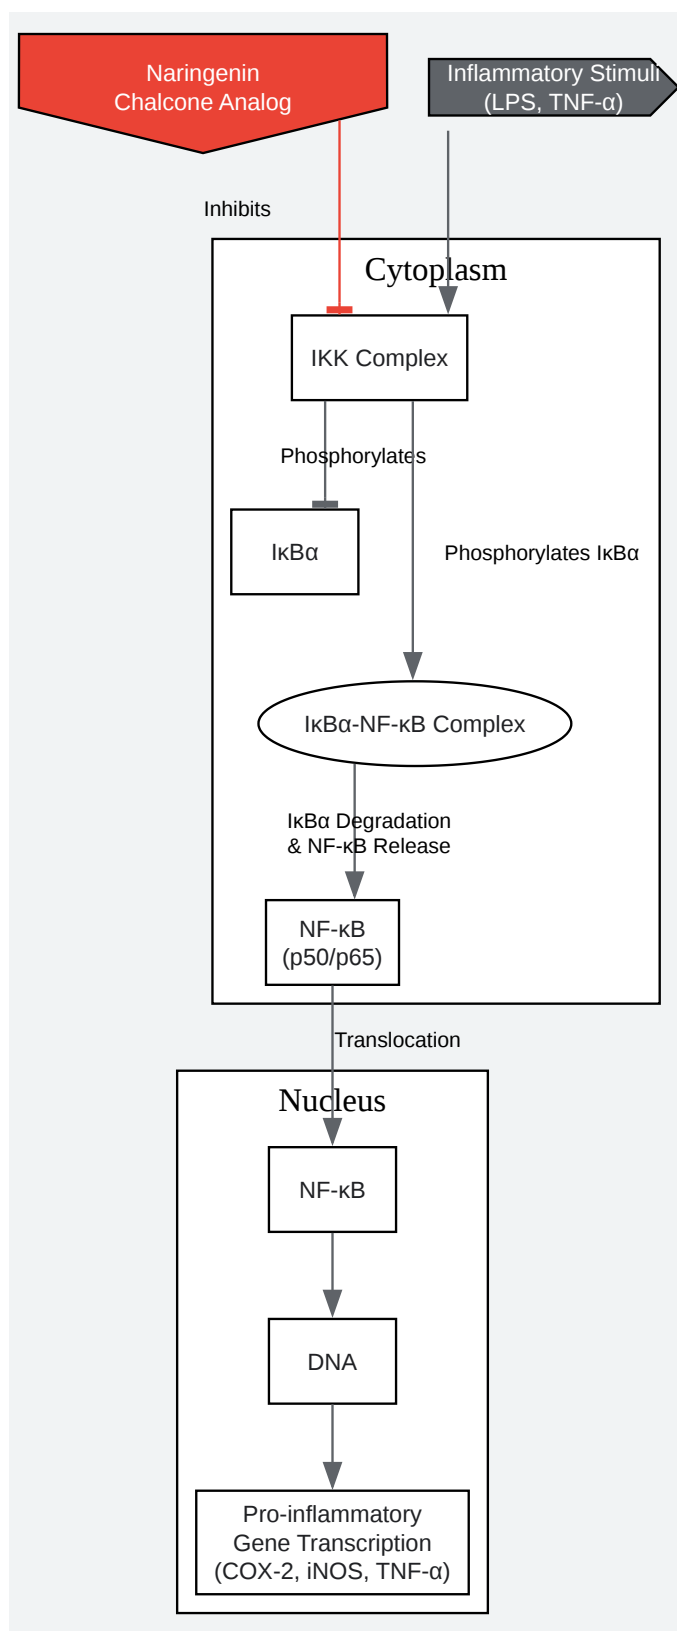 Naringenin
Chalcone Analog
Inflammatory Stimuli
(LPS, TNF-α)
Inhibits
Cytoplasm
IKK Complex
Phosphorylates
IκBα
Phosphorylates IκBα
IκBα-NF-κB Complex
IκBα Degradation
& NF-κB Release
NF-κB
(p50/p65)
Translocation
Nucleus
NF-κB
DNA
Pro-inflammatory
Gene Transcription
(COX-2, iNOS, TNF-α)